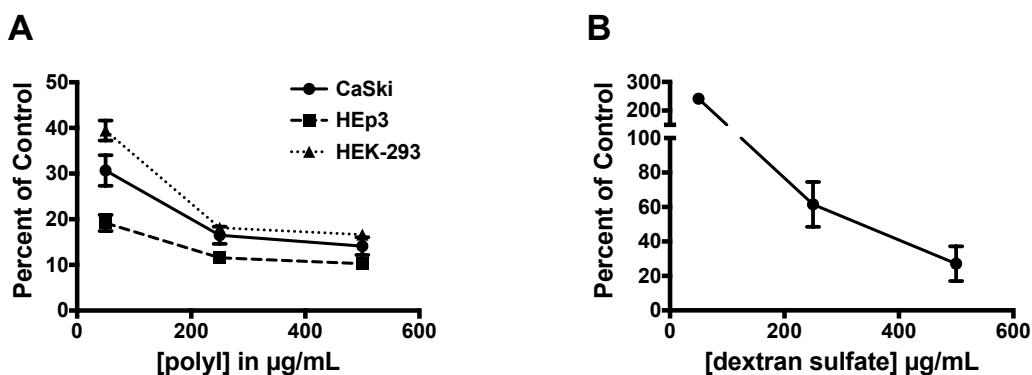 A
50
40
30
20
10
0
Percent of Control
0
200
400
600
[polyI] in µg/mL
CaSki
HEp3
HEK-293
B
300
200
100
80
60
40
20
0
Percent of Control
0
200
400
600
[dextran sulfate] µg/mL